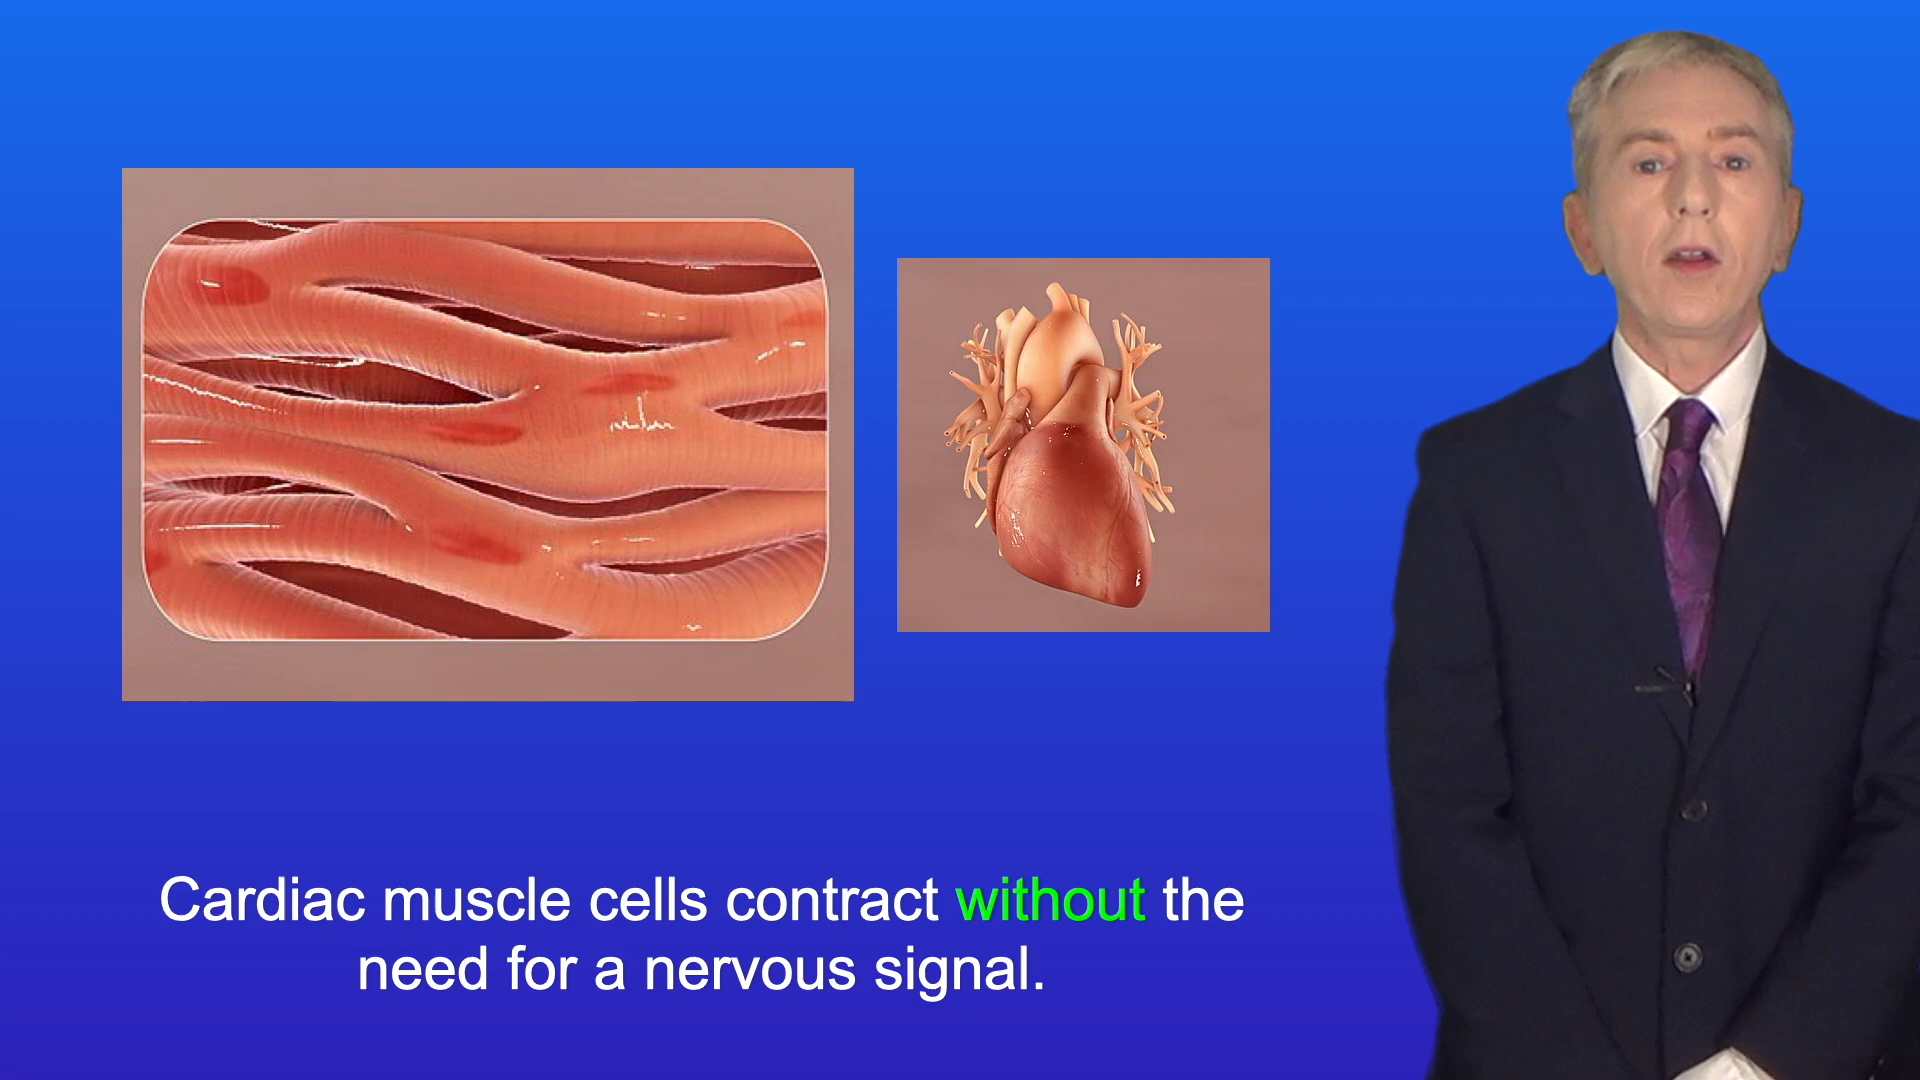 Cardiac muscle cells contract without the
need for a nervous signal.